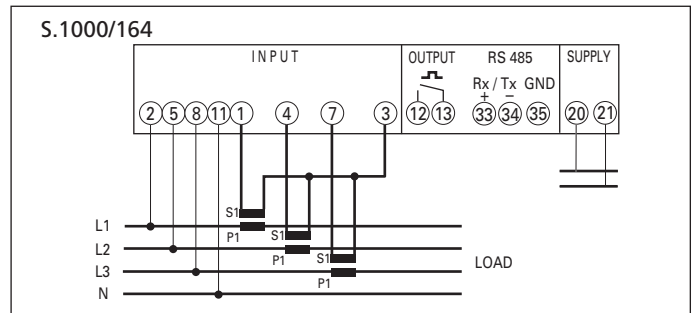 S.1000/164
INPUT OUTPUT RS 485 SUPPLY
Rx / Tx GND
+ −
2 5 8 11 1 4 7 3 12 13 33 34 35 20 21
S1
L1
P1 S1
L2
P1 S1
L3 LOAD
P1
N